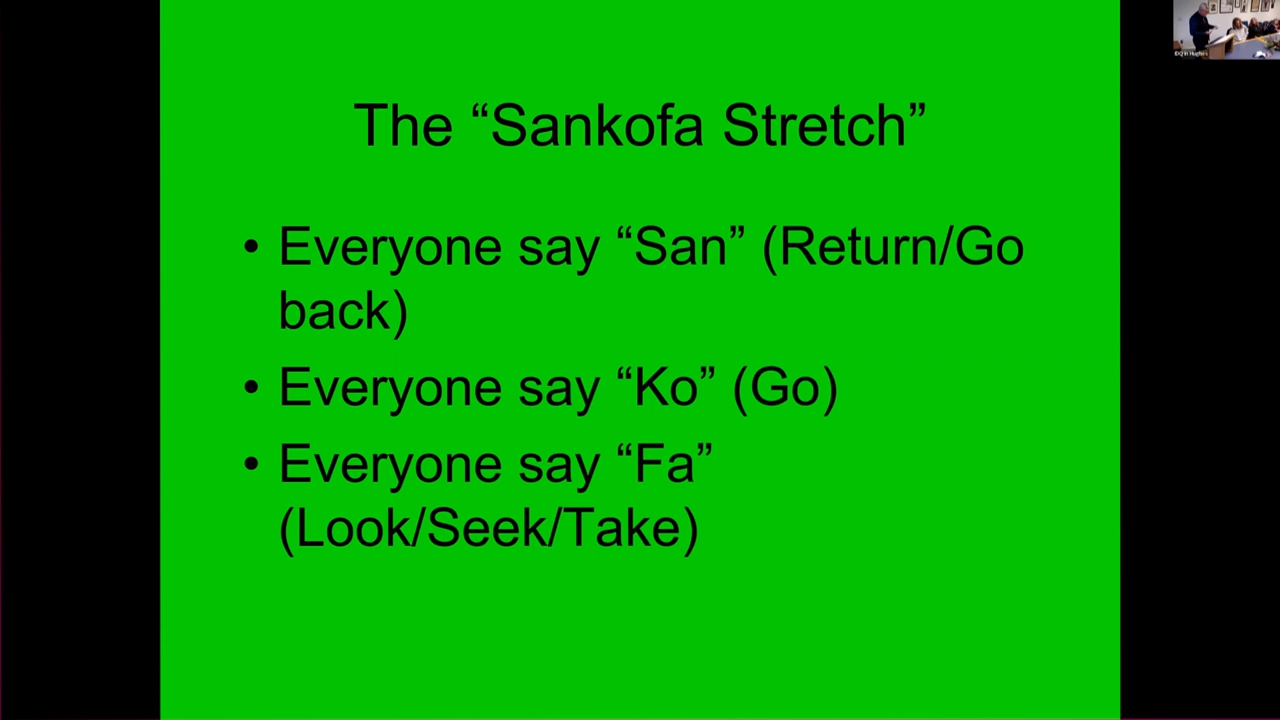 The “Sankofa Stretch”
• Everyone say “San” (Return/Go
back)
• Everyone say “Ko” (Go)
• Everyone say “Fa”
(Look/Seek/Take)